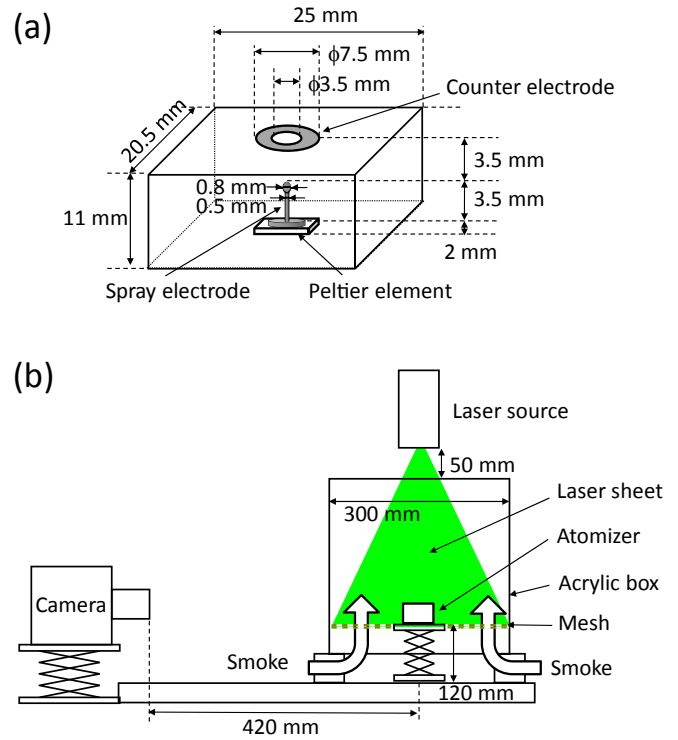 (a)
25 mm
ϕ7.5 mm
ϕ3.5 mm
Counter electrode
20.5 mm
3.5 mm
0.8 mm
3.5 mm
11 mm
0.5 mm
2 mm
Spray electrode
Peltier element
(b)
Laser source
50 mm
Laser sheet
300 mm
Atomizer
Acrylic box
Camera
Mesh
Smoke
Smoke
120 mm
420 mm